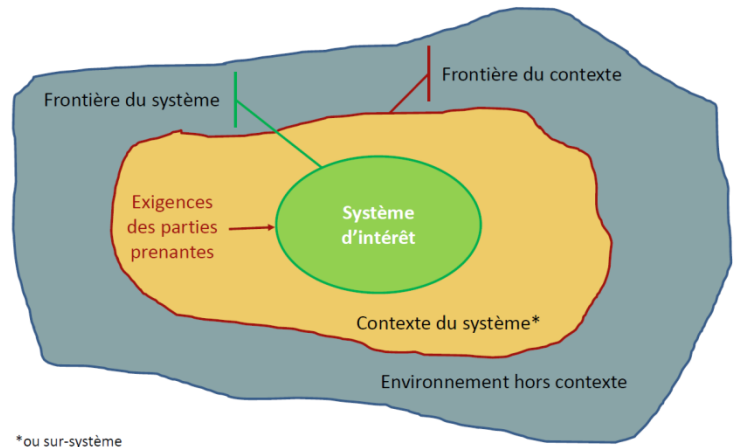 Frontière du contexte
Frontière du système
Exigences
des parties
prenantes
Système
d'intérêt
Contexte du système*
Environnement hors contexte
*ou sur-système